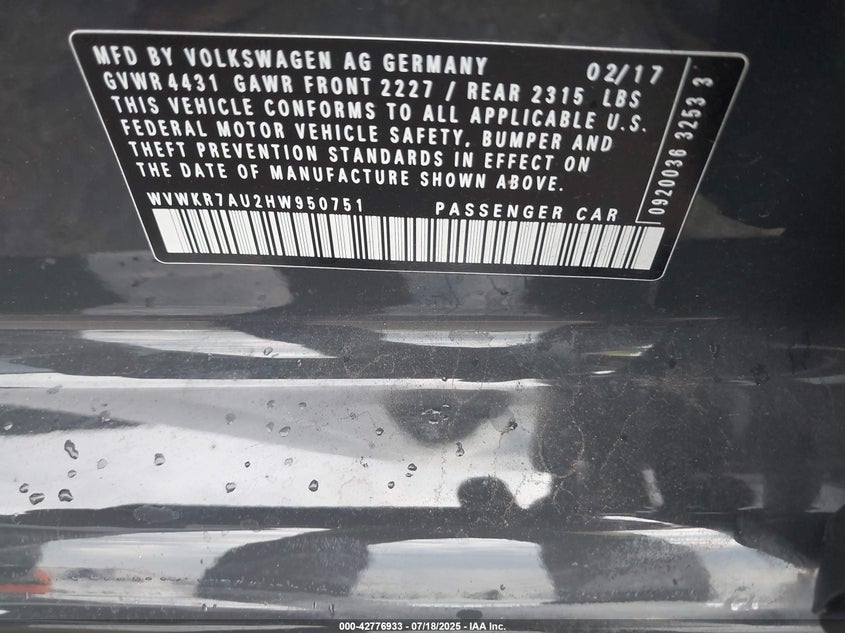 MFD BY VOLKSWAGEN AG GERMANY 02/17
GVWR 4431 GAWR FRONT 2227 / REAR 2315 LBS
THIS VEHICLE CONFORMS TO ALL APPLICABLE U.S.
FEDERAL MOTOR VEHICLE SAFETY, BUMPER AND
THEFT PREVENTION STANDARDS IN EFFECT ON
THE DATE OF MANUFACTURE SHOWN ABOVE.
WVWKR7AU2HW950751 PASSENGER CAR
0920036 3253 3
000-42776933 - 07/18/2025 - IAA Inc.